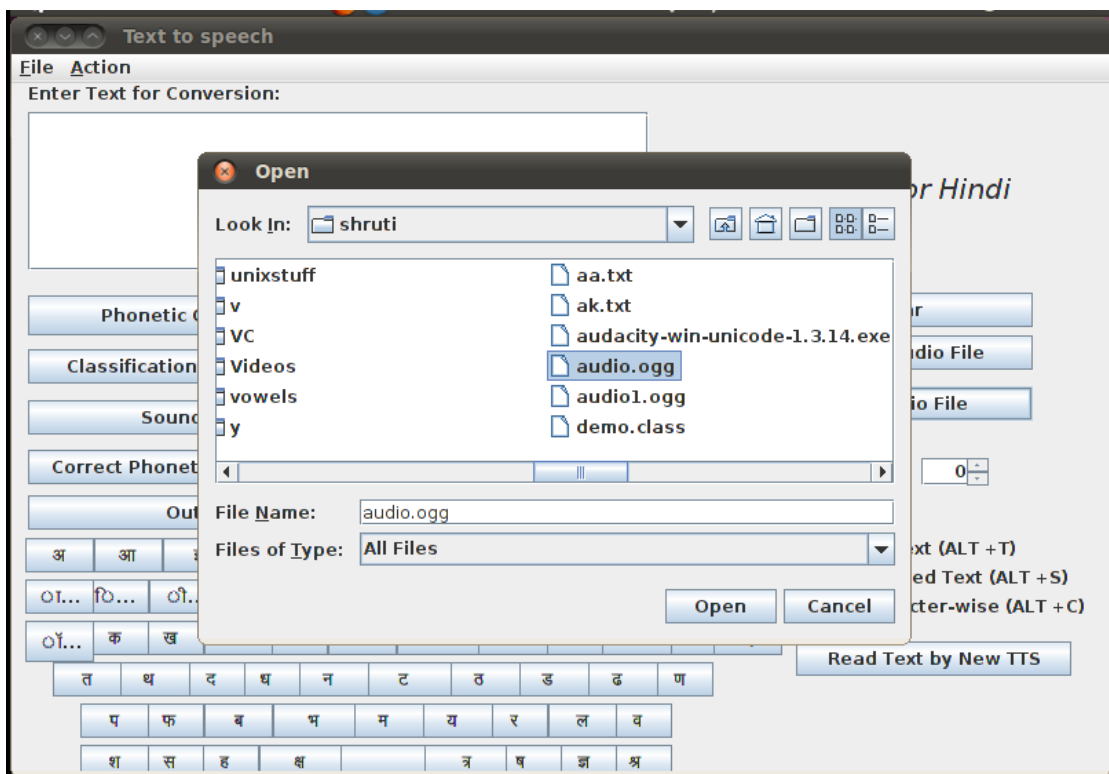 Text to speech
File Action
Enter Text for Conversion:
or Hindi
Open
Look In: shruti
unixstuff
aa.txt
v
ak.txt
VC
audacity-win-unicode-1.3.14.exe
Videos
audio.ogg
vowels
audio1.ogg
y
demo.class
File Name: audio.ogg
Files of Type: All Files
Open Cancel
Phonetic
Classification
dio File
Sound
io File
Correct Phonet
0
Out
अ आ
ext (ALT +T)
ed Text (ALT +S)
ा... ि... ी..
cter-wise (ALT +C)
ॉ... क ख
Read Text by New TTS
त थ द ध न ट ठ ड ढ ण
प फ ब भ म य र ल व
श स ह क्ष त्र ष ज्ञ श्र